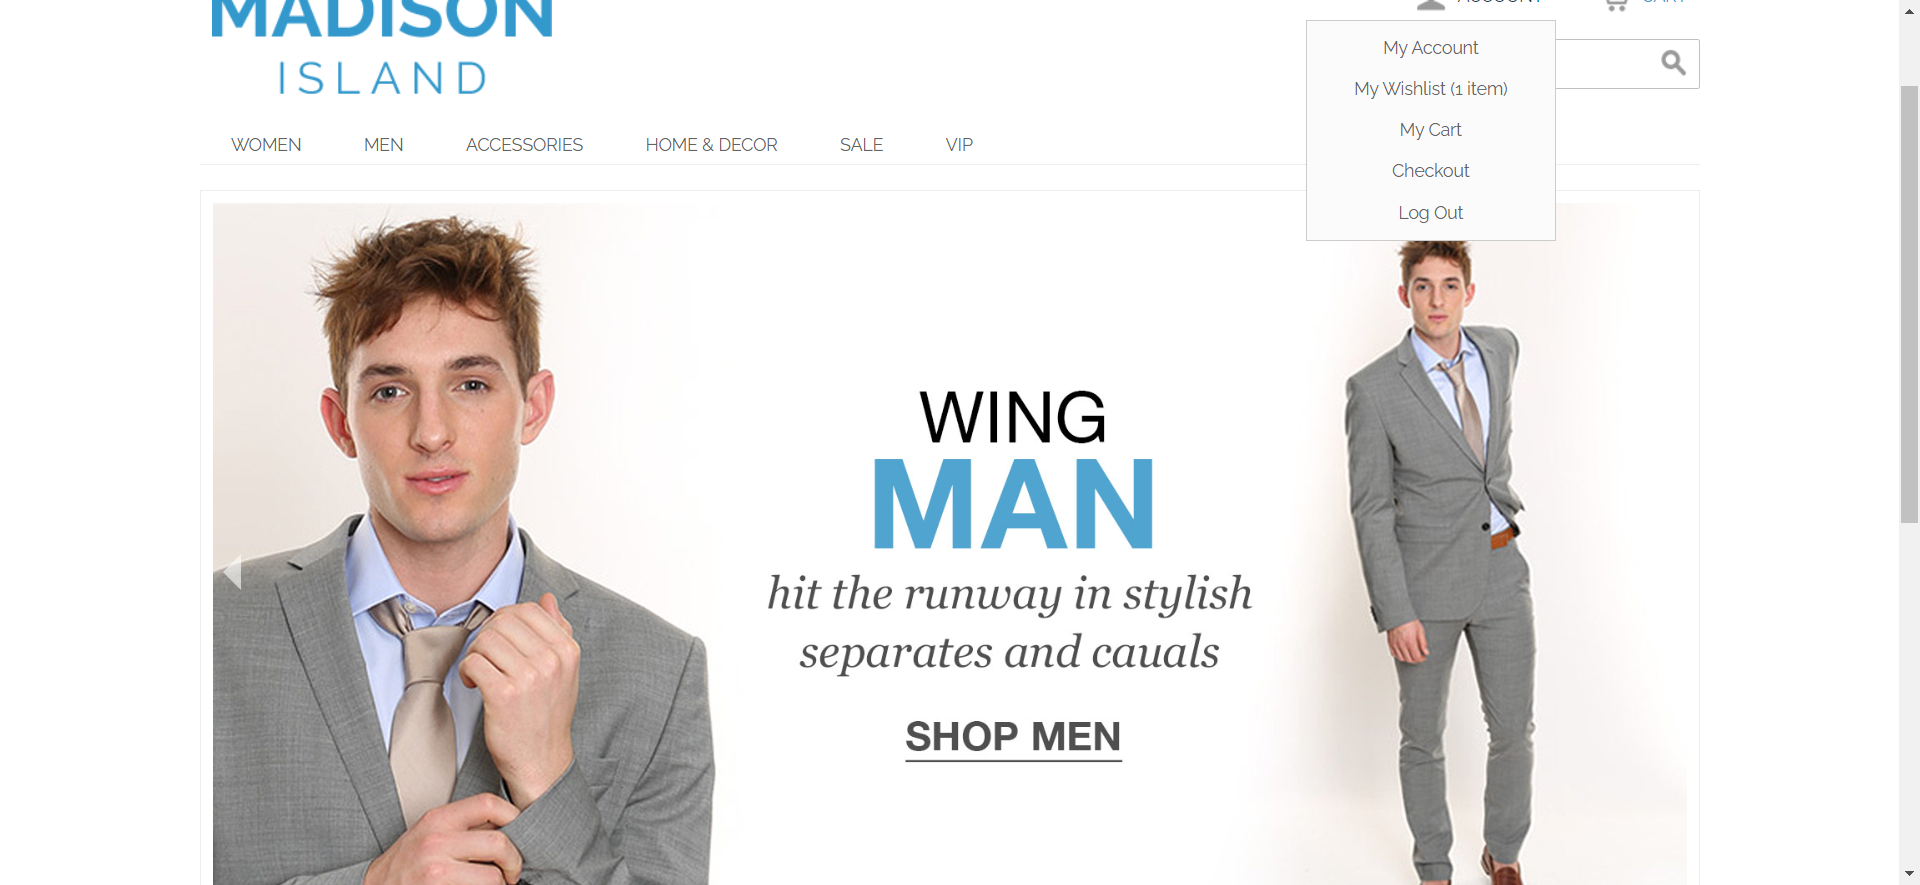 MADISON
ISLAND
ACCOUNT
CART
My Account
My Wishlist (1 item)
My Cart
Checkout
Log Out
WOMEN
MEN
ACCESSORIES
HOME & DECOR
SALE
VIP
WING
MAN
hit the runway in stylish
separates and cauals
SHOP MEN